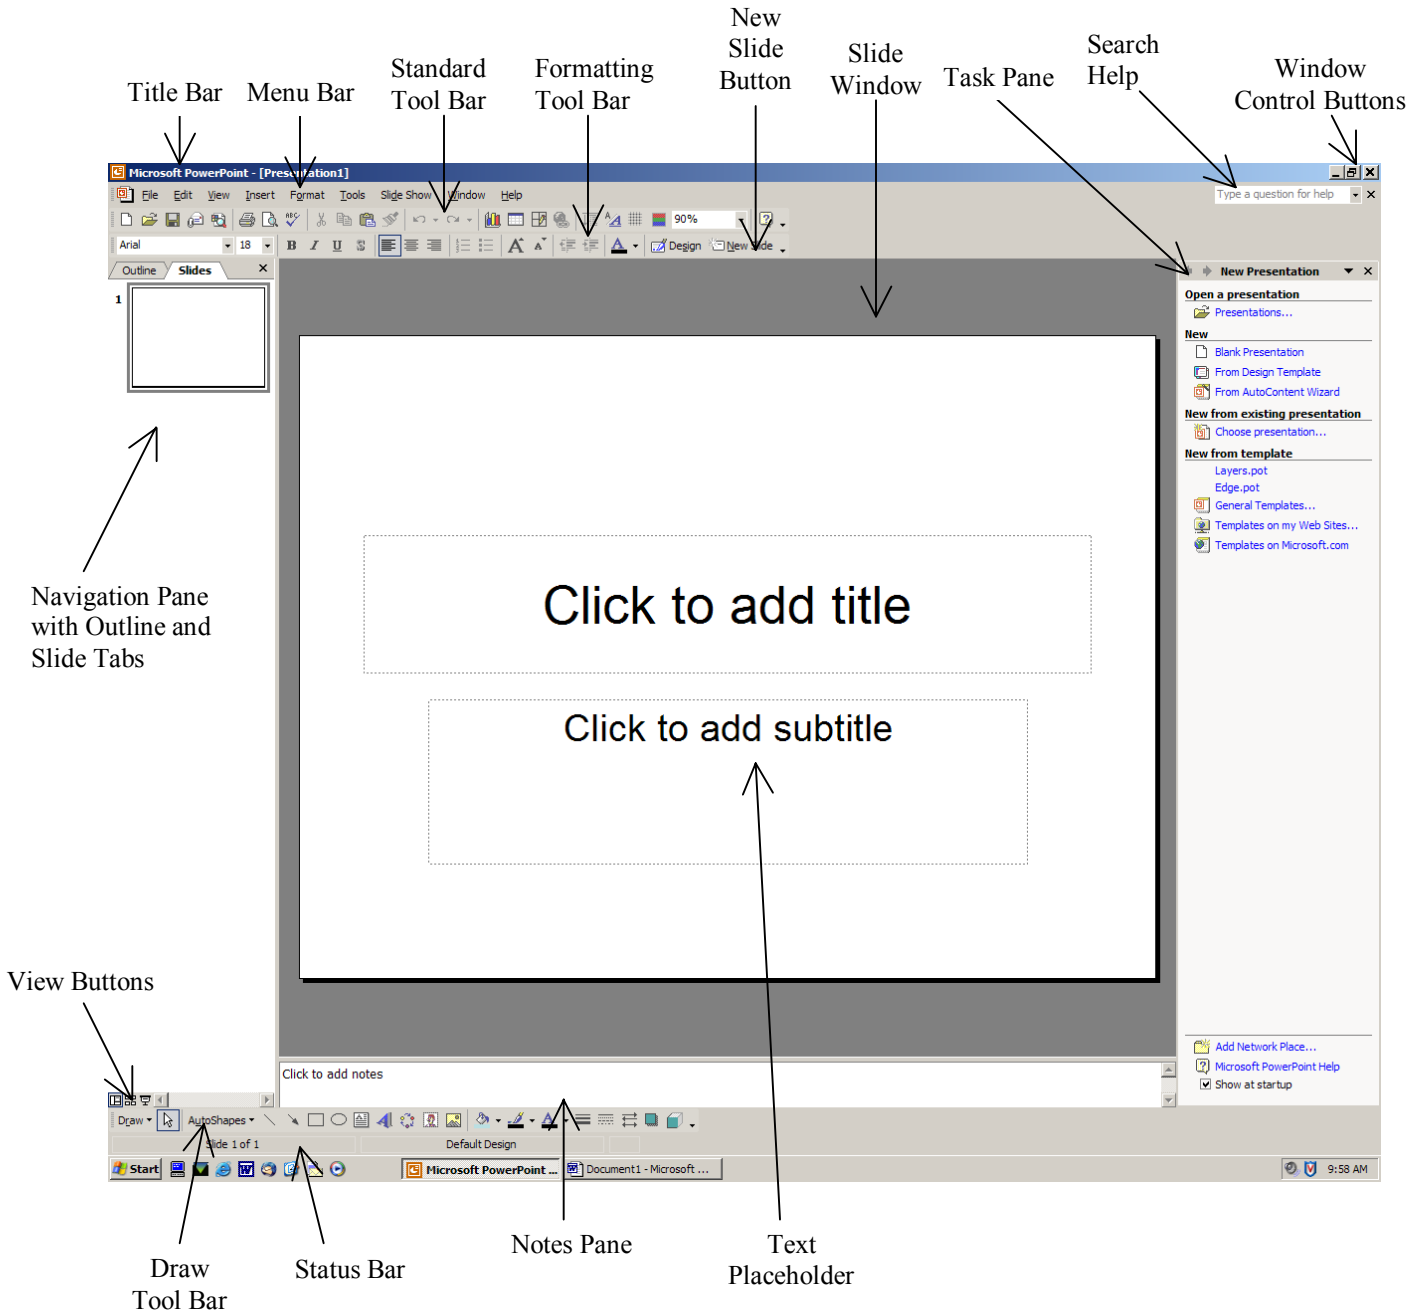 New
Slide
Button
Slide
Window
Search
Help
Standard
Tool Bar
Formatting
Tool Bar
Task Pane
Window
Control Buttons
Title Bar
Menu Bar
Microsoft PowerPoint - [Presentation1]
File Edit View Insert Format Tools Slide Show Window Help
Type a question for help
90%
Arial 18 B I U S Design New Slide
Outline Slides
1
New Presentation
Open a presentation
Presentations...
New
Blank Presentation
From Design Template
From AutoContent Wizard
New from existing presentation
Choose presentation...
New from template
Layers.pot
Edge.pot
General Templates...
Templates on my Web Sites...
Templates on Microsoft.com
Navigation Pane
with Outline and
Slide Tabs
Click to add title
Click to add subtitle
View Buttons
Add Network Place...
Microsoft PowerPoint Help
Show at startup
Click to add notes
Draw AutoShapes
Slide 1 of 1 Default Design
Start Microsoft PowerPoint ... Document1 - Microsoft ... 9:58 AM
Draw
Tool Bar
Status Bar
Notes Pane
Text
Placeholder